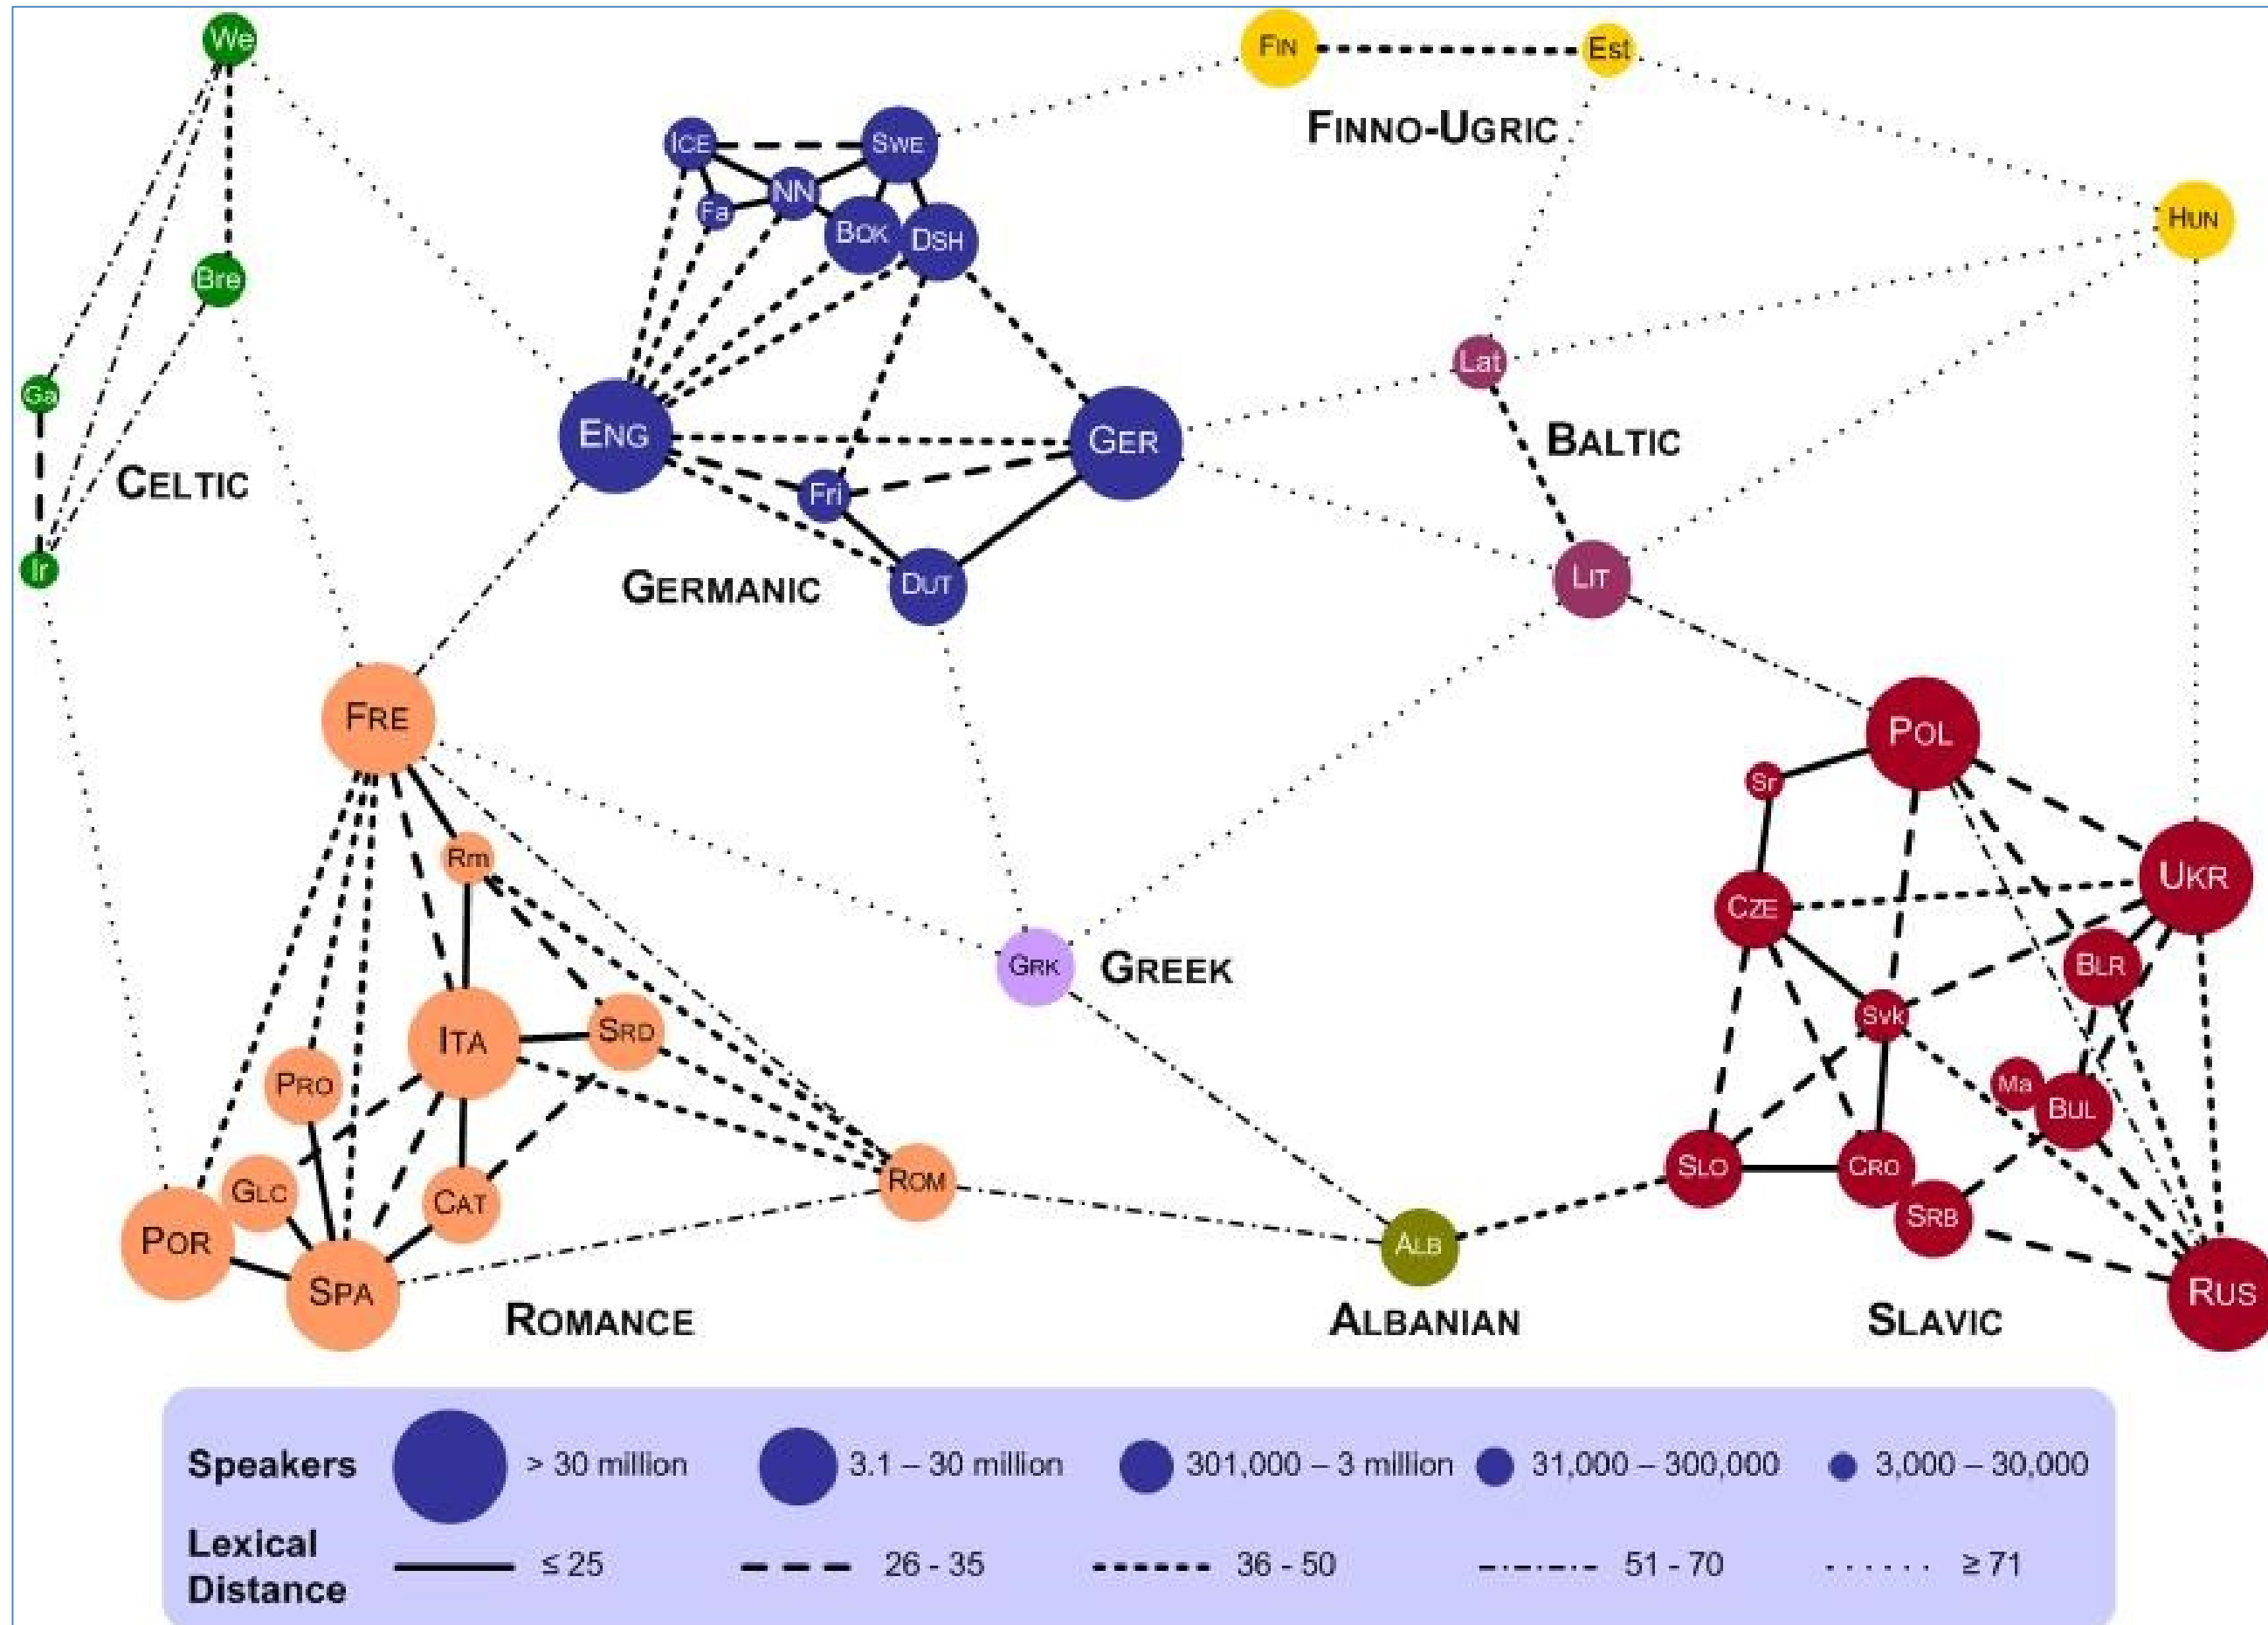 We
FIN
Est
FINNO-UGRIC
ICE
SWE
NN
Fa
BOK
DSH
HUN
Bre
Lat
Ga
ENG
GER
BALTIC
CELTIC
Fri
Ir
GERMANIC
DUT
LIT
FRE
POL
Sr
Rm
UKR
CZE
GRK
GREEK
BLR
ITA
SRD
Svk
PRO
Ma
BUL
GLC
CAT
ROM
SLO
CRO
POR
SPA
ALB
SRB
RUS
ROMANCE
ALBANIAN
SLAVIC
Speakers > 30 million 3.1 – 30 million 301,000 – 3 million 31,000 – 300,000 3,000 – 30,000
Lexical
Distance ≤ 25 26 - 35 36 - 50 51 - 70 ≥ 71